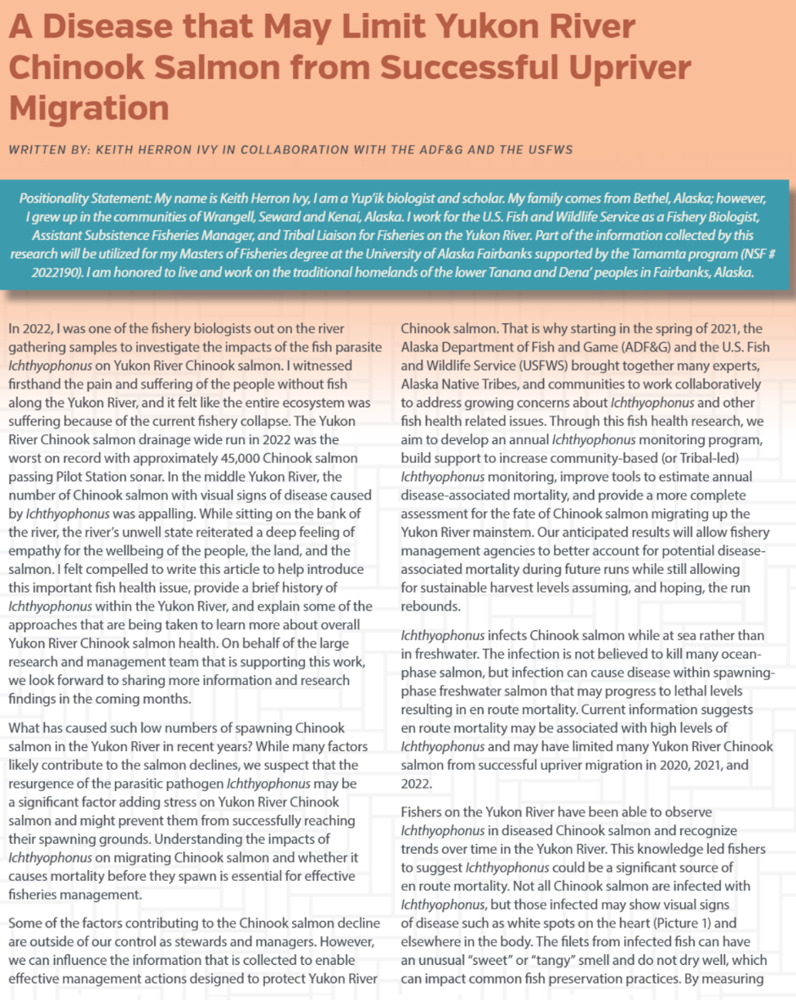 A Disease that May Limit Yukon River
Chinook Salmon from Successful Upriver
Migration
WRITTEN BY: KEITH HERRON IVY IN COLLABORATION WITH THE ADF&G AND THE USFWS
Positionality Statement: My name is Keith Herron Ivy, I am a Yup'ik biologist and scholar. My family comes from Bethel, Alaska; however,
I grew up in the communities of Wrangell, Seward and Kenai, Alaska. I work for the U.S. Fish and Wildlife Service as a Fishery Biologist,
Assistant Subsistence Fisheries Manager, and Tribal Liaison for Fisheries on the Yukon River. Part of the information collected by this
research will be utilized for my Masters of Fisheries degree at the University of Alaska Fairbanks supported by the Tamamta program (NSF #
2022190). I am honored to live and work on the traditional homelands of the lower Tanana and Dena' peoples in Fairbanks, Alaska.
In 2022, I was one of the fishery biologists out on the river
gathering samples to investigate the impacts of the fish parasite
Ichthyophonus on Yukon River Chinook salmon. I witnessed
firsthand the pain and suffering of the people without fish
along the Yukon River, and it felt like the entire ecosystem was
suffering because of the current fishery collapse. The Yukon
River Chinook salmon drainage wide run in 2022 was the
worst on record with approximately 45,000 Chinook salmon
passing Pilot Station sonar. In the middle Yukon River, the
number of Chinook salmon with visual signs of disease caused
by Ichthyophonus was appalling. While sitting on the bank of
the river, the river's unwell state reiterated a deep feeling of
empathy for the wellbeing of the people, the land, and the
salmon. I felt compelled to write this article to help introduce
this important fish health issue, provide a brief history of
Ichthyophonus within the Yukon River, and explain some of the
approaches that are being taken to learn more about overall
Yukon River Chinook salmon health. On behalf of the large
research and management team that is supporting this work,
we look forward to sharing more information and research
findings in the coming months.
What has caused such low numbers of spawning Chinook
salmon in the Yukon River in recent years? While many factors
likely contribute to the salmon declines, we suspect that the
resurgence of the parasitic pathogen Ichthyophonus may be
a significant factor adding stress on Yukon River Chinook
salmon and might prevent them from successfully reaching
their spawning grounds. Understanding the impacts of
Ichthyophonus on migrating Chinook salmon and whether it
causes mortality before they spawn is essential for effective
fisheries management.
Some of the factors contributing to the Chinook salmon decline
are outside of our control as stewards and managers. However,
we can influence the information that is collected to enable
effective management actions designed to protect Yukon River
Chinook salmon. That is why starting in the spring of 2021, the
Alaska Department of Fish and Game (ADF&G) and the U.S. Fish
and Wildlife Service (USFWS) brought together many experts,
Alaska Native Tribes, and communities to work collaboratively
to address growing concerns about Ichthyophonus and other
fish health related issues. Through this fish health research, we
aim to develop an annual Ichthyophonus monitoring program,
build support to increase community-based (or Tribal-led)
Ichthyophonus monitoring, improve tools to estimate annual
disease-associated mortality, and provide a more complete
assessment for the fate of Chinook salmon migrating up the
Yukon River mainstem. Our anticipated results will allow fishery
management agencies to better account for potential disease-
associated mortality during future runs while still allowing
for sustainable harvest levels assuming, and hoping, the run
rebounds.
Ichthyophonus infects Chinook salmon while at sea rather than
in freshwater. The infection is not believed to kill many ocean-
phase salmon, but infection can cause disease within spawning-
phase freshwater salmon that may progress to lethal levels
resulting in en route mortality. Current information suggests
en route mortality may be associated with high levels of
Ichthyophonus and may have limited many Yukon River Chinook
salmon from successful upriver migration in 2020, 2021, and
2022.
Fishers on the Yukon River have been able to observe
Ichthyophonus in diseased Chinook salmon and recognize
trends over time in the Yukon River. This knowledge led fishers
to suggest Ichthyophonus could be a significant source of
en route mortality. Not all Chinook salmon are infected with
Ichthyophonus, but those infected may show visual signs
of disease such as white spots on the heart (Picture 1) and
elsewhere in the body. The filets from infected fish can have
an unusual "sweet" or "tangy" smell and do not dry well, which
can impact common fish preservation practices. By measuring